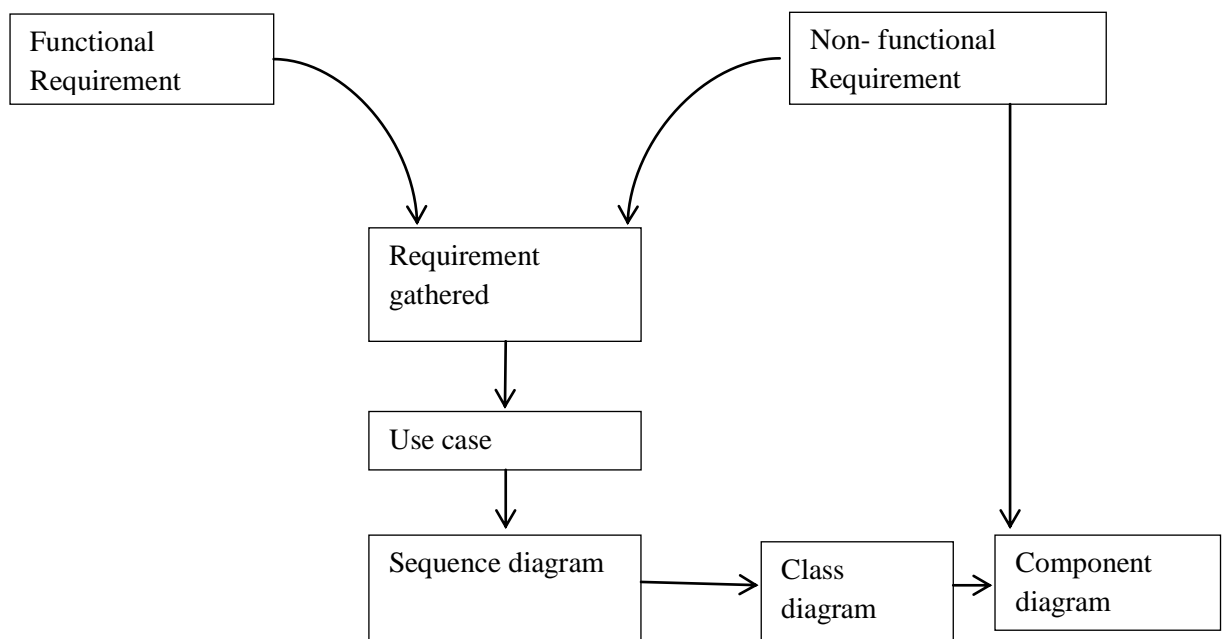 Functional
Requirement
Non- functional
Requirement
Requirement
gathered
Use case
Sequence diagram
Class
diagram
Component
diagram